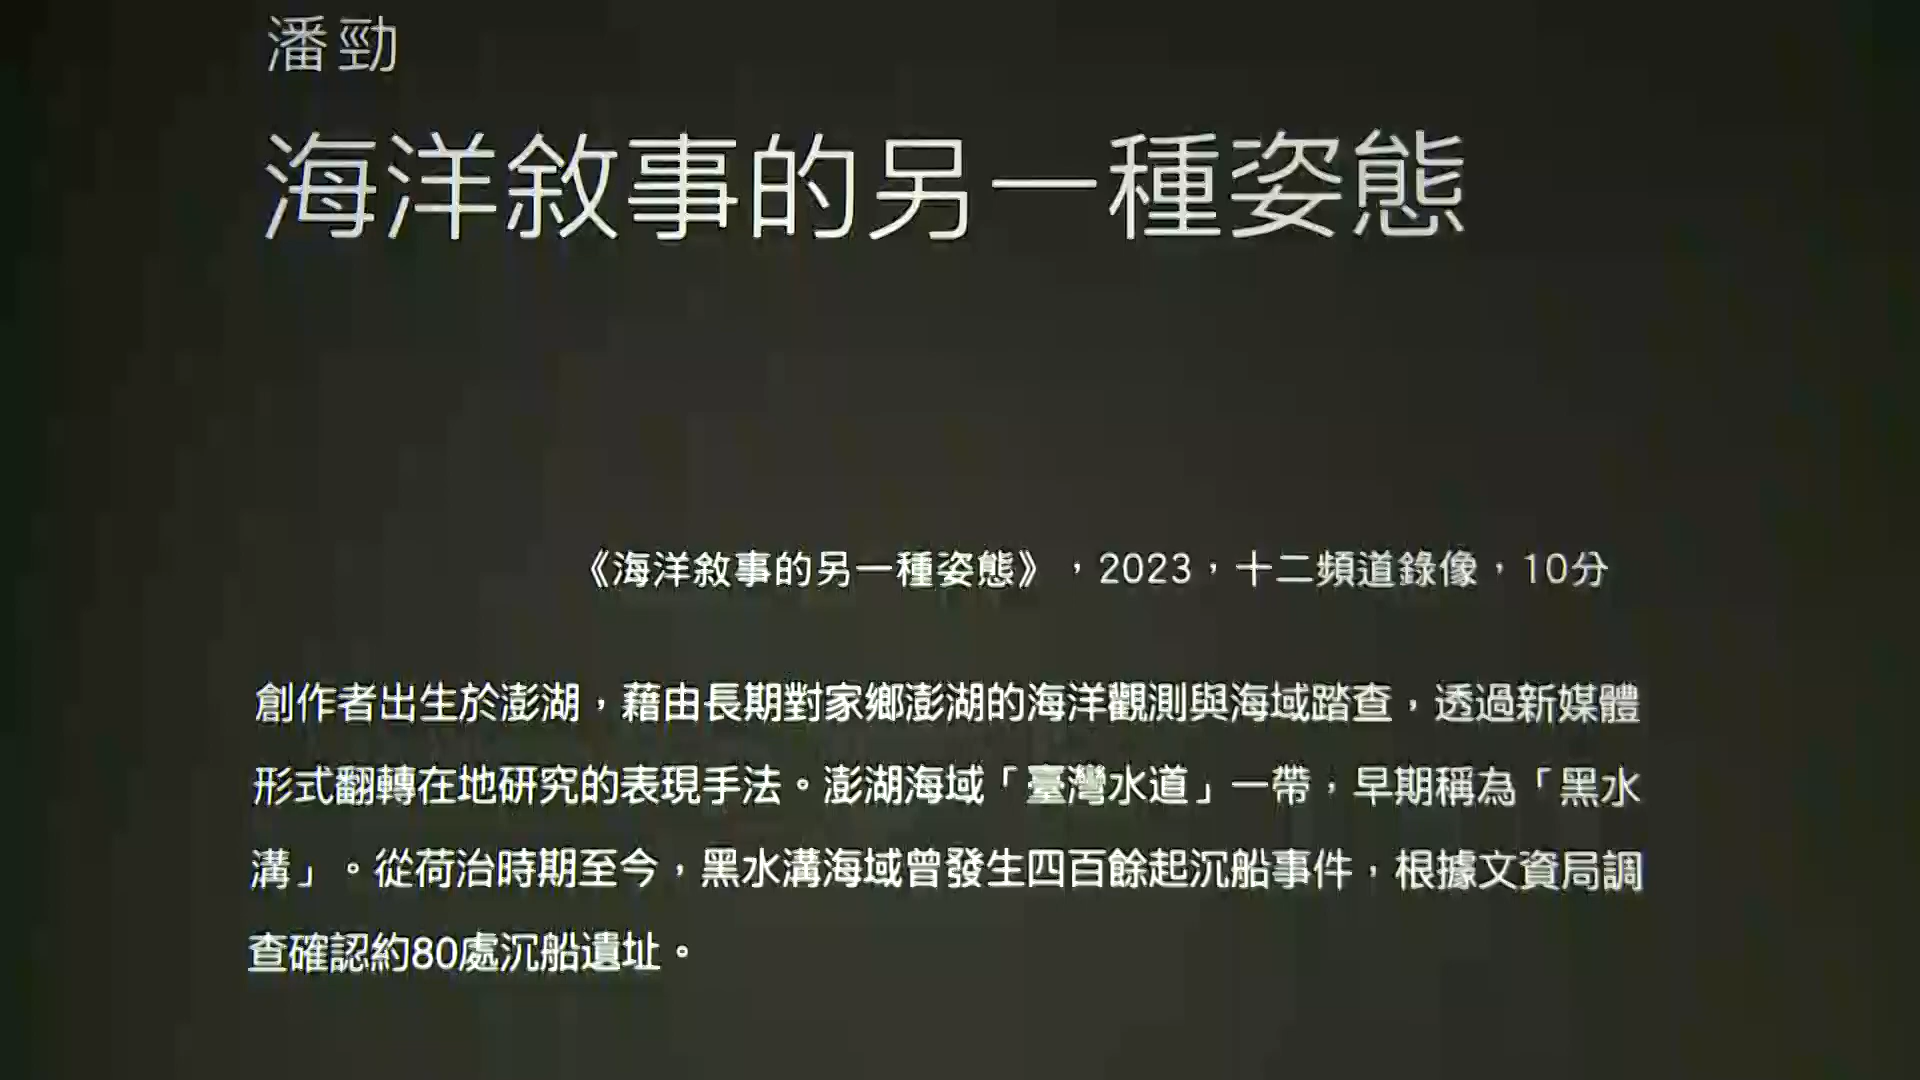 潘勁
海洋敘事的另一種姿態
《海洋敘事的另一種姿態》，2023，十二頻道錄像，10分
創作者出生於澎湖，藉由長期對家鄉澎湖的海洋觀測與海域踏查，透過新媒體
形式翻轉在地研究的表現手法。澎湖海域「臺灣水道」一帶，早期稱為「黑水
溝」。從荷治時期至今，黑水溝海域曾發生四百餘起沉船事件，根據文資局調
查確認約80處沉船遺址。